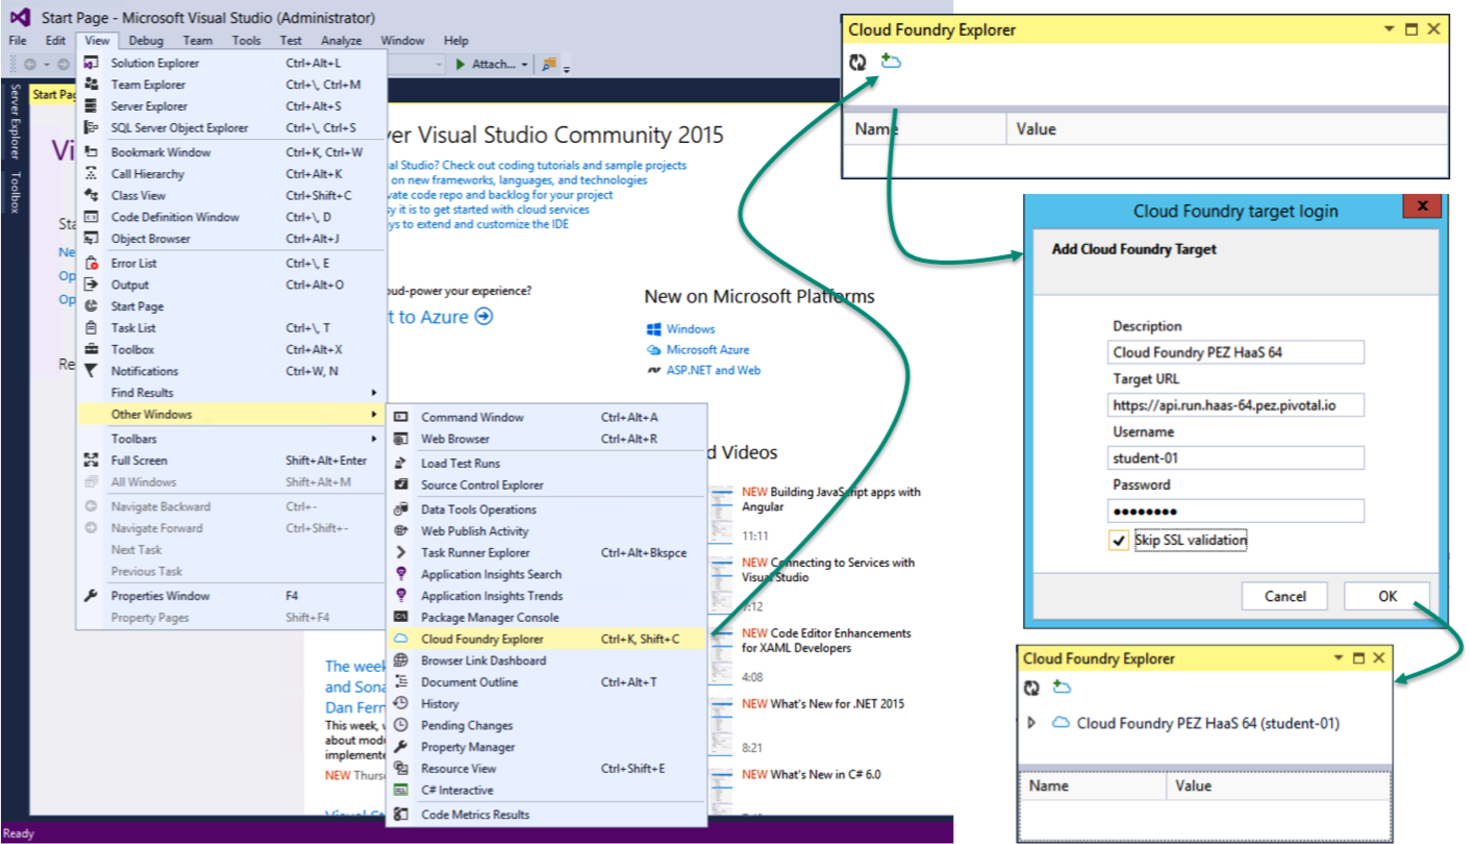 Start Page - Microsoft Visual Studio (Administrator)
File Edit View Debug Team Tools Test Analyze Window Help
Attach...
Server Explorer
Toolbox
Start Pag
Solution Explorer Ctrl+Alt+L
Team Explorer Ctrl+\, Ctrl+M
Server Explorer Ctrl+Alt+S
SQL Server Object Explorer Ctrl+\, Ctrl+S
Bookmark Window Ctrl+K, Ctrl+W
Call Hierarchy Ctrl+Alt+K
Class View Ctrl+Shift+C
Code Definition Window Ctrl+\, D
Object Browser Ctrl+Alt+J
Error List Ctrl+\, E
Output Ctrl+Alt+O
Start Page
Task List Ctrl+\, T
Toolbox Ctrl+Alt+X
Notifications Ctrl+W, N
Find Results
Other Windows
Toolbars
Full Screen Shift+Alt+Enter
All Windows Shift+Alt+M
Navigate Backward Ctrl+-
Navigate Forward Ctrl+Shift+-
Next Task
Previous Task
Properties Window F4
Property Pages Shift+F4
Vi
Sta
Ne
Op
Op
Re
er Visual Studio Community 2015
al Studio? Check out coding tutorials and sample projects
on new frameworks, languages, and technologies
vate code repo and backlog for your project
y it is to get started with cloud services
ys to extend and customize the IDE
oud-power your experience?
t to Azure
New on Microsoft Platforms
Windows
Microsoft Azure
ASP.NET and Web
Command Window Ctrl+Alt+A
Web Browser Ctrl+Alt+R
Load Test Runs
Source Control Explorer
Data Tools Operations
Web Publish Activity
Task Runner Explorer Ctrl+Alt+Bkspce
Application Insights Search
Application Insights Trends
Package Manager Console
Cloud Foundry Explorer Ctrl+K, Shift+C
Browser Link Dashboard
Document Outline Ctrl+Alt+T
History
Pending Changes
Property Manager
Resource View Ctrl+Shift+E
C# Interactive
Code Metrics Results
d Videos
NEW Building JavaScript apps with
Angular
11:11
NEW Connecting to Services with
Visual Studio
7:12
NEW Code Editor Enhancements
for XAML Developers
4:08
NEW What's New for .NET 2015
8:21
NEW What's New in C# 6.0
The week
and Sona
Dan Fern
This week,
about mod
implemente
NEW Thurs
Ready
Cloud Foundry Explorer
Name Value
Cloud Foundry target login
x
Add Cloud Foundry Target
Description
Cloud Foundry PEZ HaaS 64
Target URL
https://api.run.haas-64.pez.pivotal.io
Username
student-01
Password
●●●●●●●●
Skip SSL validation
Cancel OK
Cloud Foundry Explorer
Cloud Foundry PEZ HaaS 64 (student-01)
Name Value